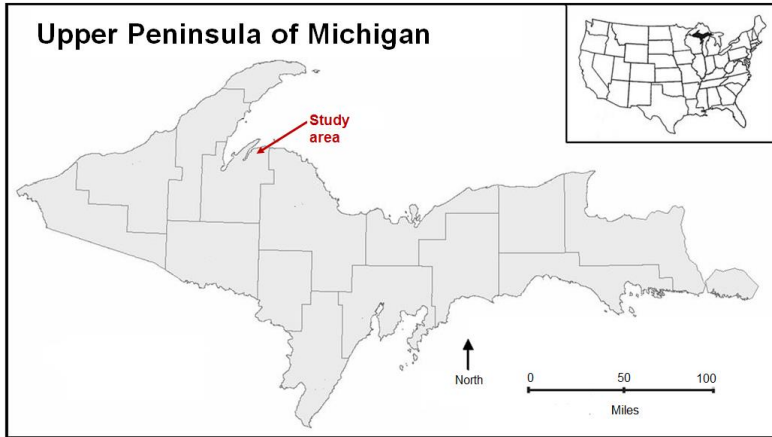 Upper Peninsula of Michigan
Study
area
North
0 50 100
Miles